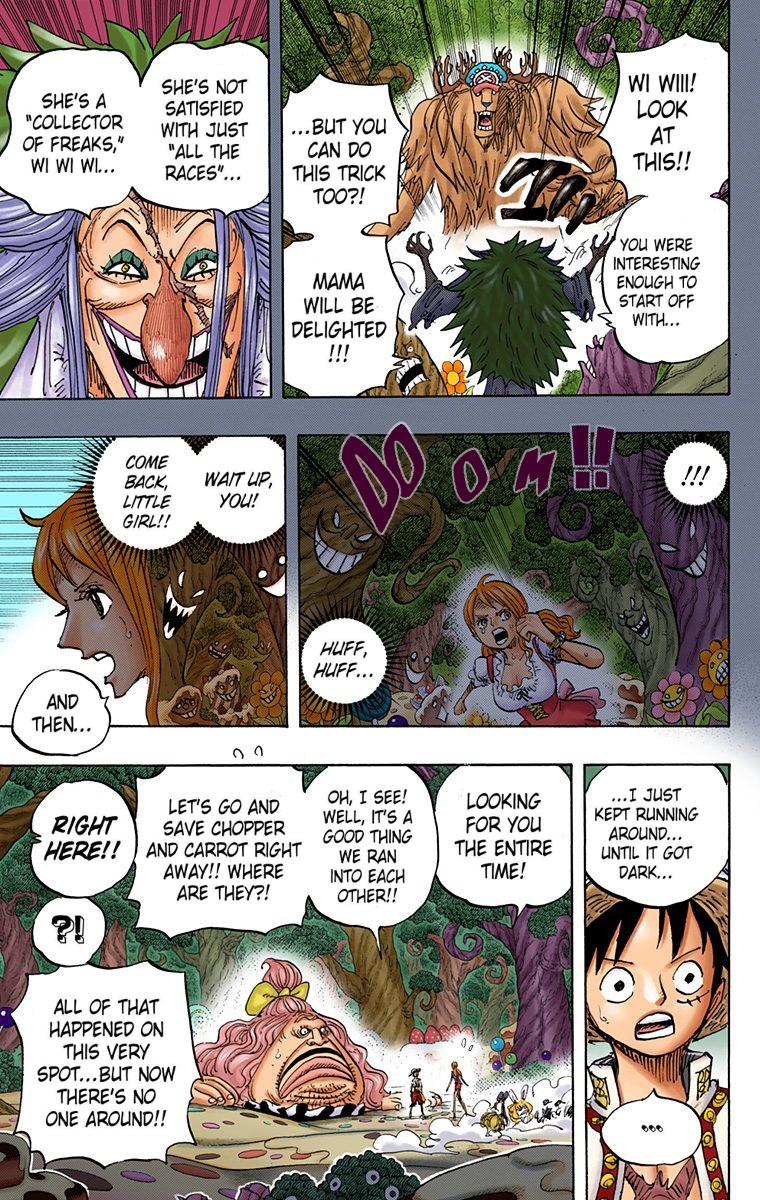 WI WIII!
LOOK
AT
THIS!!
YOU WERE
INTERESTING
ENOUGH TO
START OFF
WITH...
...BUT YOU
CAN DO
THIS TRICK
TOO?!
MAMA
WILL BE
DELIGHTED
!!!
SHE'S NOT
SATISFIED
WITH JUST
"ALL THE
RACES"...
SHE'S A
"COLLECTOR
OF FREAKS,"
WI WI WI...
!!!
DOOM!!
HUFF,
HUFF...
WAIT UP,
YOU!
COME
BACK,
LITTLE
GIRL!!
AND
THEN...
...I JUST
KEPT RUNNING
AROUND...
UNTIL IT GOT
DARK...
...
LOOKING
FOR YOU
THE ENTIRE
TIME!
OH, I SEE!
WELL, IT'S A
GOOD THING
WE RAN
INTO EACH
OTHER!!
LET'S GO AND
SAVE CHOPPER
AND CARROT RIGHT
AWAY!! WHERE
ARE THEY?!
RIGHT
HERE!!
?!
ALL OF THAT
HAPPENED ON
THIS VERY
SPOT...BUT NOW
THERE'S NO
ONE AROUND!!